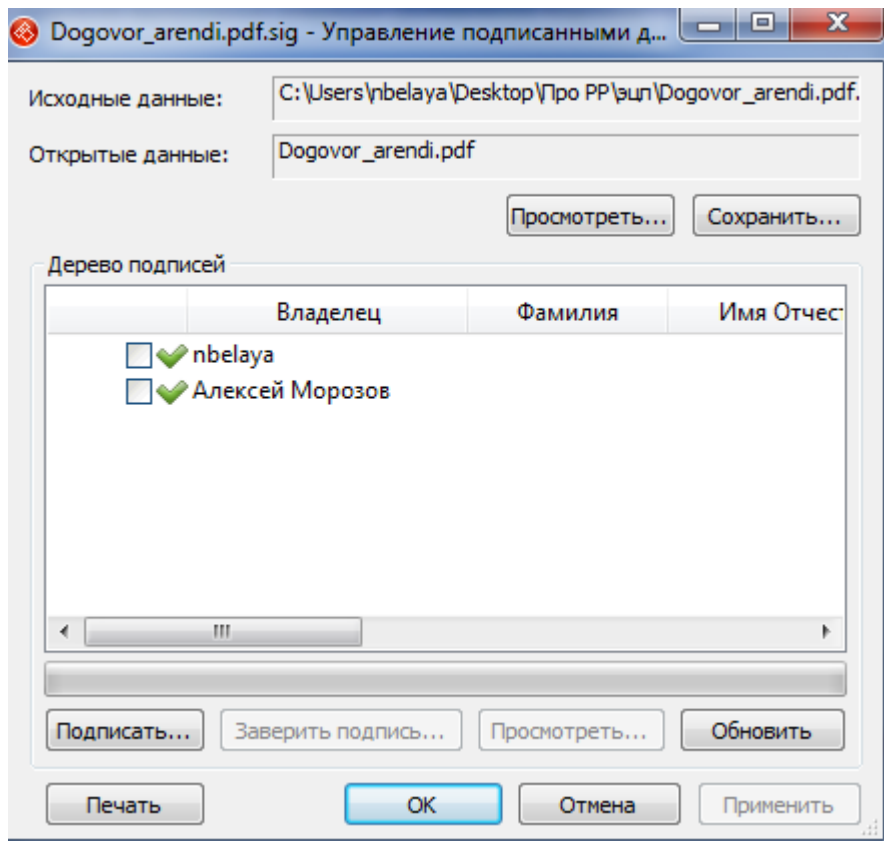 Dogovor_arendi.pdf.sig - Управление подписанными д...
Исходные данные: C:\Users\nbelaya\Desktop\Про РР\эцп\Dogovor_arendi.pdf.
Открытые данные: Dogovor_arendi.pdf
Просмотреть... Сохранить...
Дерево подписей
Владелец Фамилия Имя Отчест
nbelaya
Алексей Морозов
Подписать... Заверить подпись... Просмотреть... Обновить
Печать ОК Отмена Применить